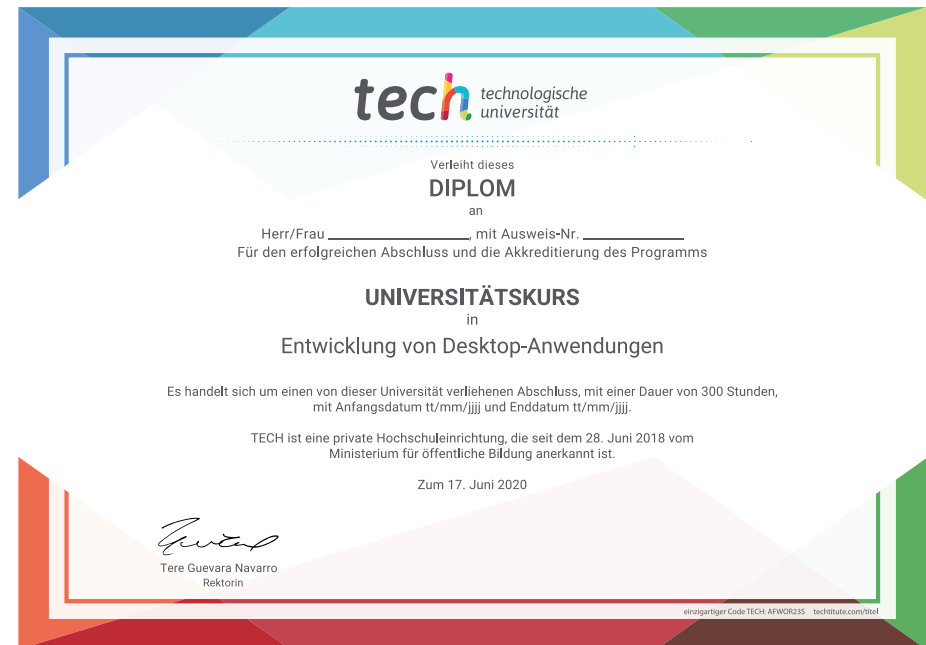 tech technologische
universität
Verleiht dieses
DIPLOM
an
Herr/Frau ____________________, mit Ausweis-Nr. ______________
Für den erfolgreichen Abschluss und die Akkreditierung des Programms
UNIVERSITÄTSKURS
in
Entwicklung von Desktop-Anwendungen
Es handelt sich um einen von dieser Universität verliehenen Abschluss, mit einer Dauer von 300 Stunden,
mit Anfangsdatum tt/mm/jjjj und Enddatum tt/mm/jjjj.
TECH ist eine private Hochschuleinrichtung, die seit dem 28. Juni 2018 vom
Ministerium für öffentliche Bildung anerkannt ist.
Zum 17. Juni 2020
Tere Guevara Navarro
Rektorin
einzigartiger Code TECH: AFWOR23S techtitute.com/titel